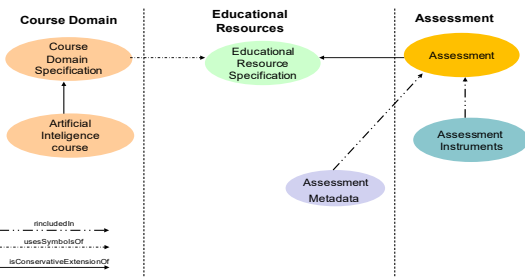 Course Domain
Educational
Resources
Assessment
Course
Domain
Specification
Educational
Resource
Specification
Assessment
Artificial
Inteligence
course
Assessment
Instruments
Assessment
Metadata
rincludedIn
usesSymbolsOf
isConservativeExtensionOf